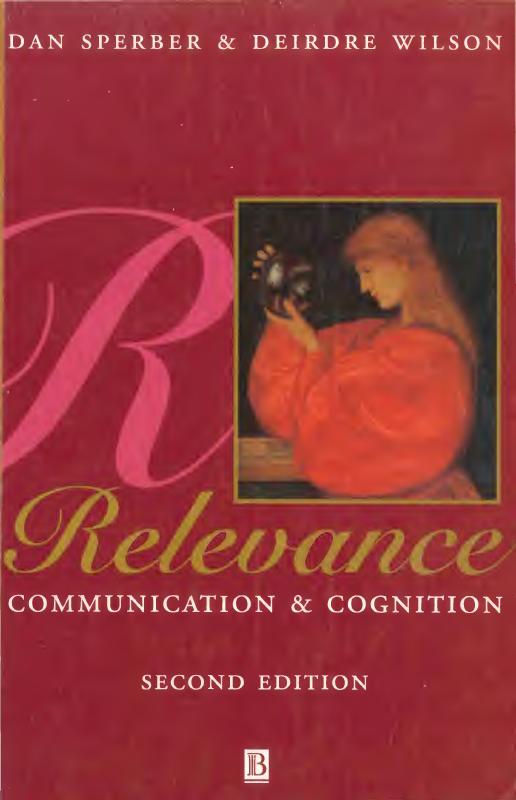 DAN SPERBER & DEIRDRE WILSON
R
Relevance
COMMUNICATION & COGNITION
SECOND EDITION
B